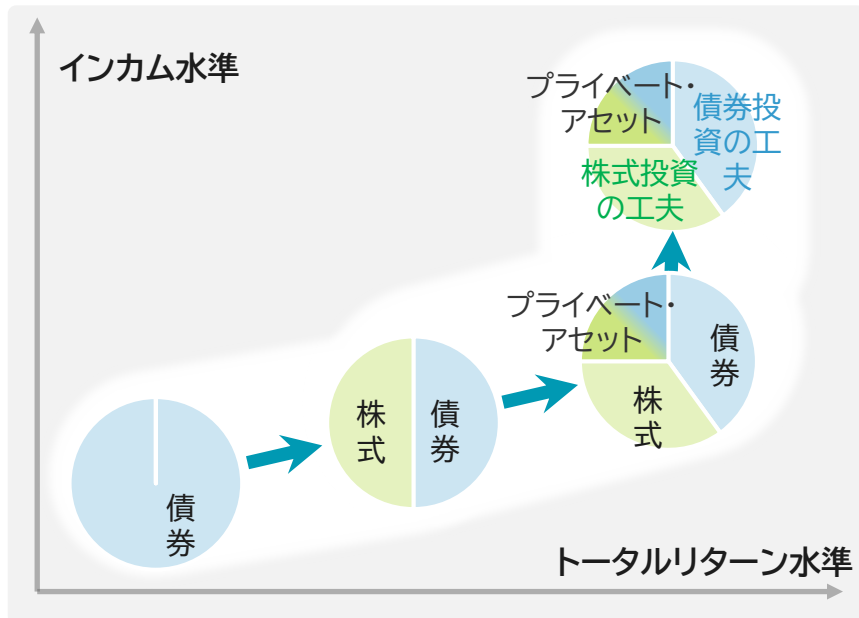 インカム水準
プライベート・
アセット
債券投
資の工
夫
株式投資
の工夫
プライベート・
アセット
債
券
株
式
株
式
債
券
債
券
トータルリターン水準